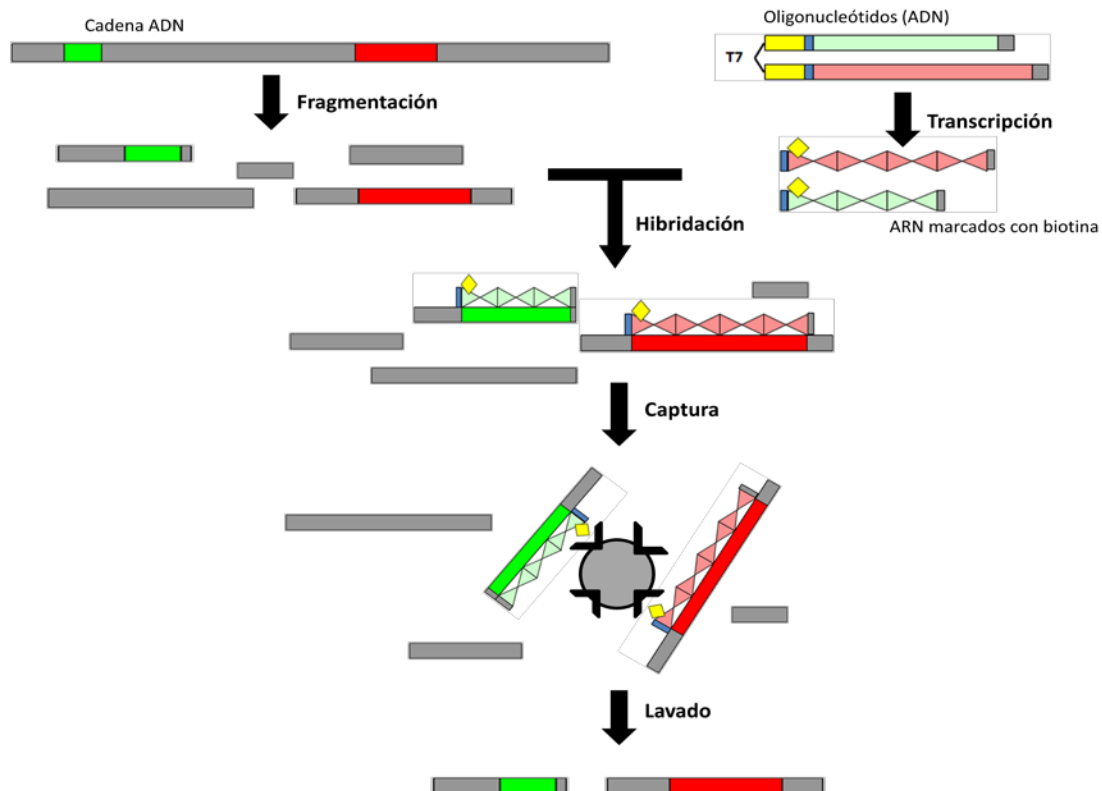 Cadena ADN
Oligonucleótidos (ADN)
T7
Fragmentación
Transcripción
ARN marcados con biotina
Hibridación
Captura
Lavado